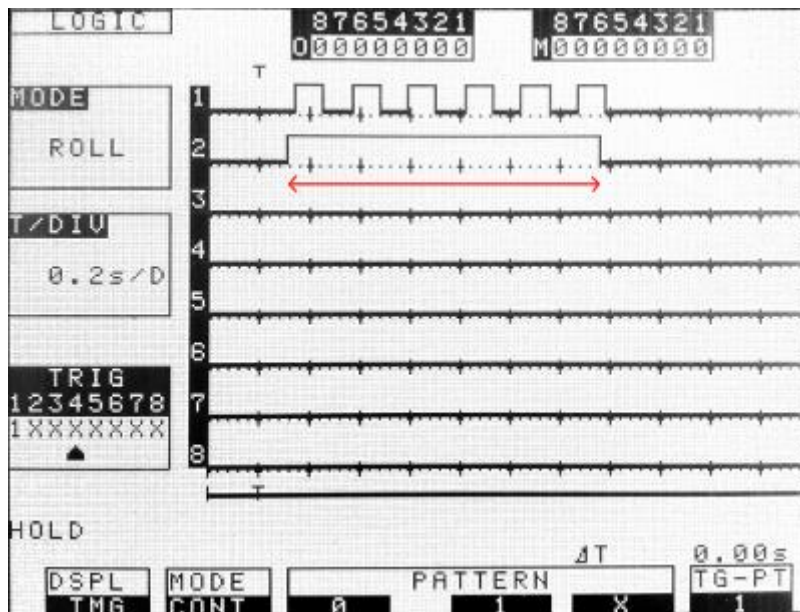 LOGIC
87654321
O00000000
87654321
M00000000
T
MODE
ROLL
T/DIV
0.2s/D
TRIG
12345678
1XXXXXXX
1
2
3
4
5
6
7
8
T
HOLD
ΔT 0.00s
DSPL
TMG
MODE
CONT
PATTERN
0 1 X
TG-PT
1